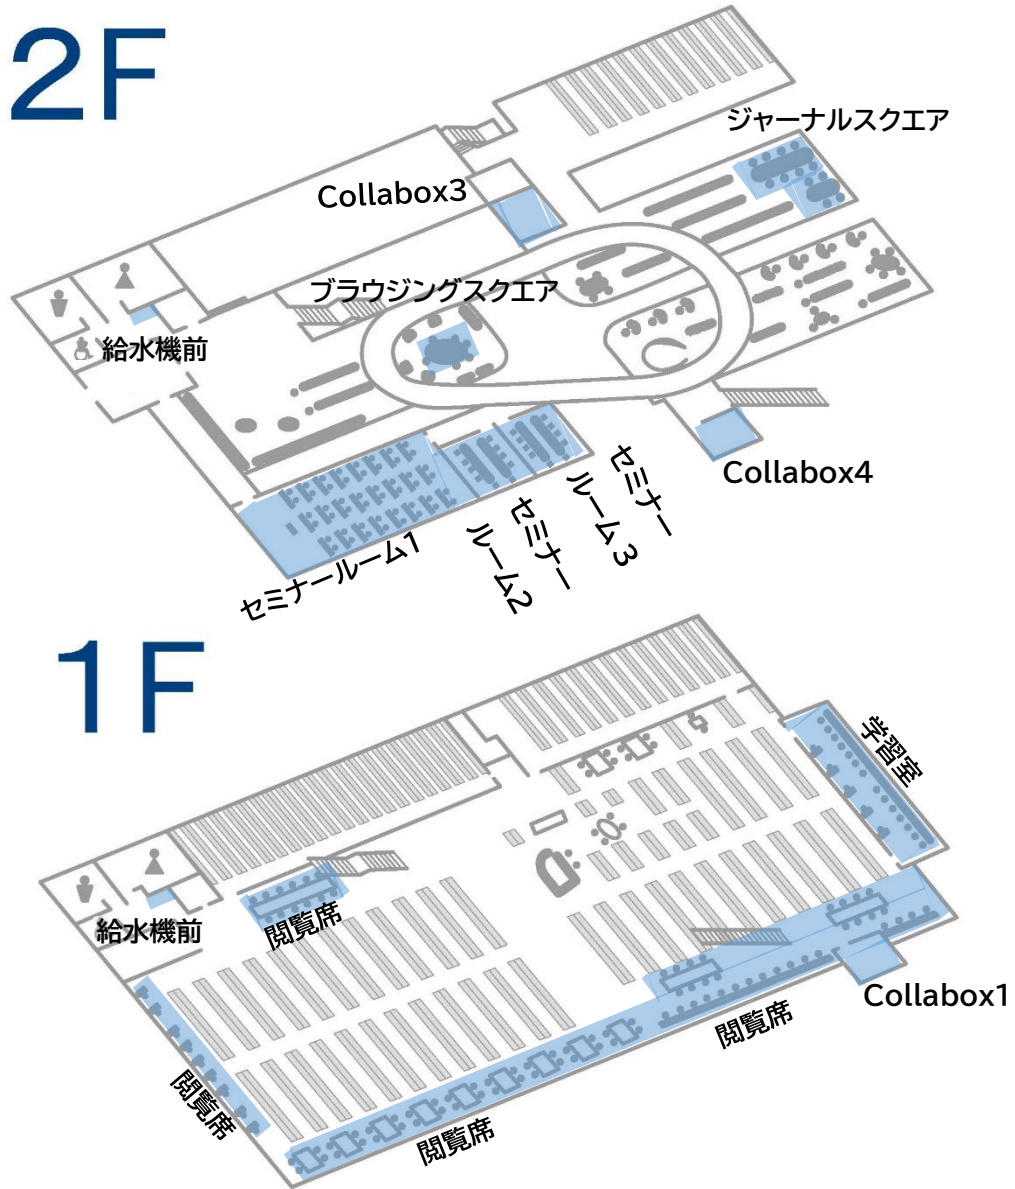 2F
ジャーナルスクエア
Collabox3
ブラウジングスクエア
給水機前
Collabox4
セミナールーム1
セミナー
ルーム2
セミナー
ルーム3
1F
学習室
給水機前
閲覧席
Collabox1
閲覧席
閲覧席
閲覧席